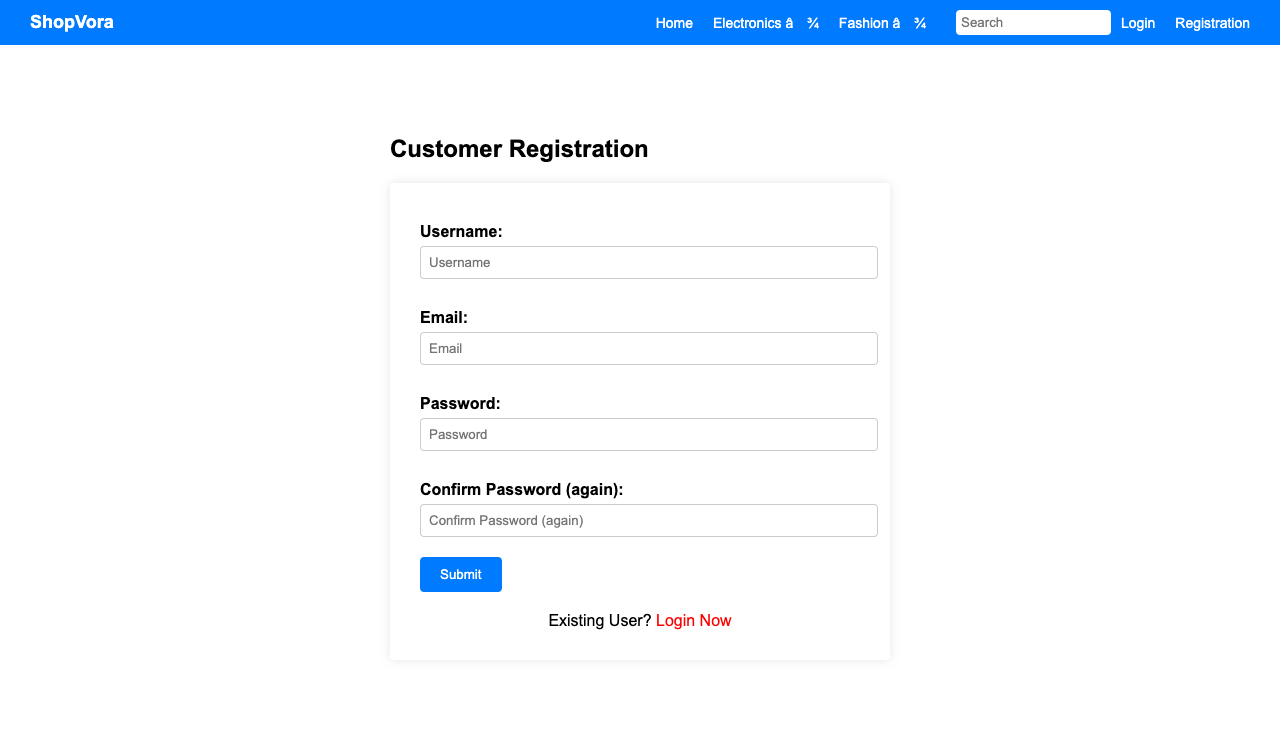 ShopVora Home Electronics â ¾ Fashion â ¾ Search Login Registration
Customer Registration
Username:
Username
Email:
Email
Password:
Password
Confirm Password (again):
Confirm Password (again)
Submit
Existing User? Login Now